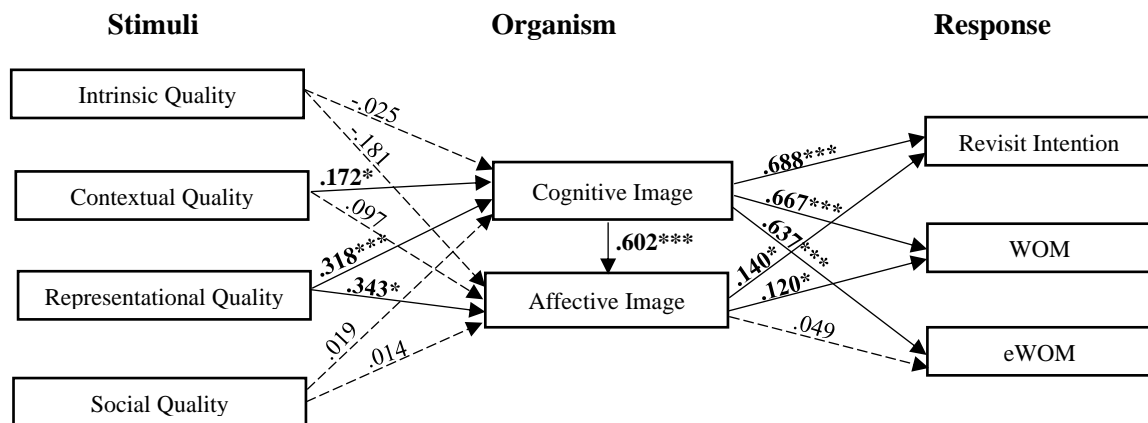 Stimuli
Organism
Response
Intrinsic Quality
Contextual Quality
Representational Quality
Social Quality
-.025
-.181
.172*
.097
.318***
.343*
.019
.014
Cognitive Image
.602***
Affective Image
.688***
.667***
.637***
.140*
.120*
.049
Revisit Intention
WOM
eWOM